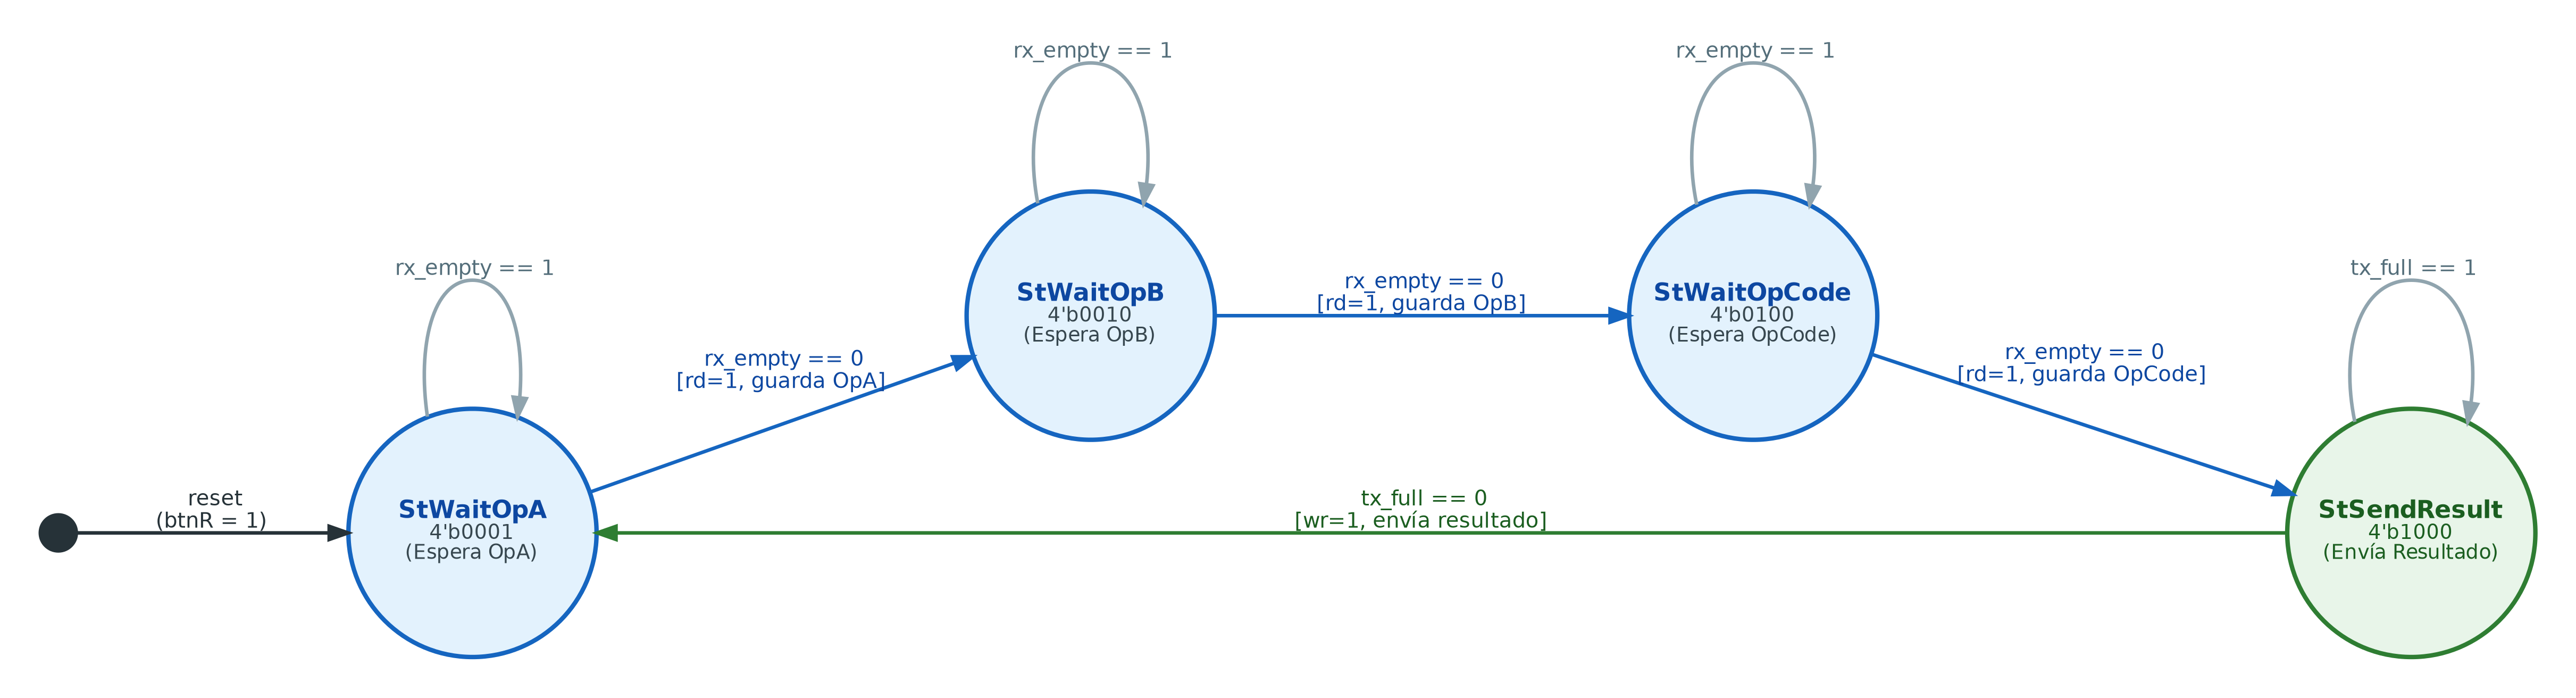 rx_empty == 1
rx_empty == 1
rx_empty == 1
tx_full == 1
StWaitOpB
4'b0010
(Espera OpB)
rx_empty == 0
[rd=1, guarda OpB]
StWaitOpCode
4'b0100
(Espera OpCode)
rx_empty == 0
[rd=1, guarda OpA]
rx_empty == 0
[rd=1, guarda OpCode]
reset
(btnR = 1)
StWaitOpA
4'b0001
(Espera OpA)
tx_full == 0
[wr=1, envía resultado]
StSendResult
4'b1000
(Envía Resultado)